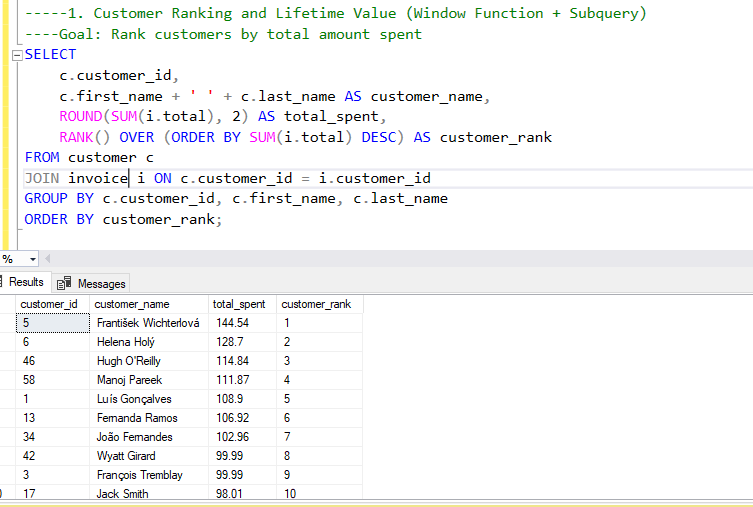 -----1. Customer Ranking and Lifetime Value (Window Function + Subquery)
----Goal: Rank customers by total amount spent
SELECT
c.customer_id,
c.first_name + ' ' + c.last_name AS customer_name,
ROUND(SUM(i.total), 2) AS total_spent,
RANK() OVER (ORDER BY SUM(i.total) DESC) AS customer_rank
FROM customer c
JOIN invoice i ON c.customer_id = i.customer_id
GROUP BY c.customer_id, c.first_name, c.last_name
ORDER BY customer_rank;
%
Results Messages
customer_id customer_name total_spent customer_rank
5 František Wichterlová 144.54 1
6 Helena Holý 128.7 2
46 Hugh O'Reilly 114.84 3
58 Manoj Pareek 111.87 4
1 Luís Gonçalves 108.9 5
13 Fernanda Ramos 106.92 6
34 João Fernandes 102.96 7
42 Wyatt Girard 99.99 8
3 François Tremblay 99.99 9
17 Jack Smith 98.01 10